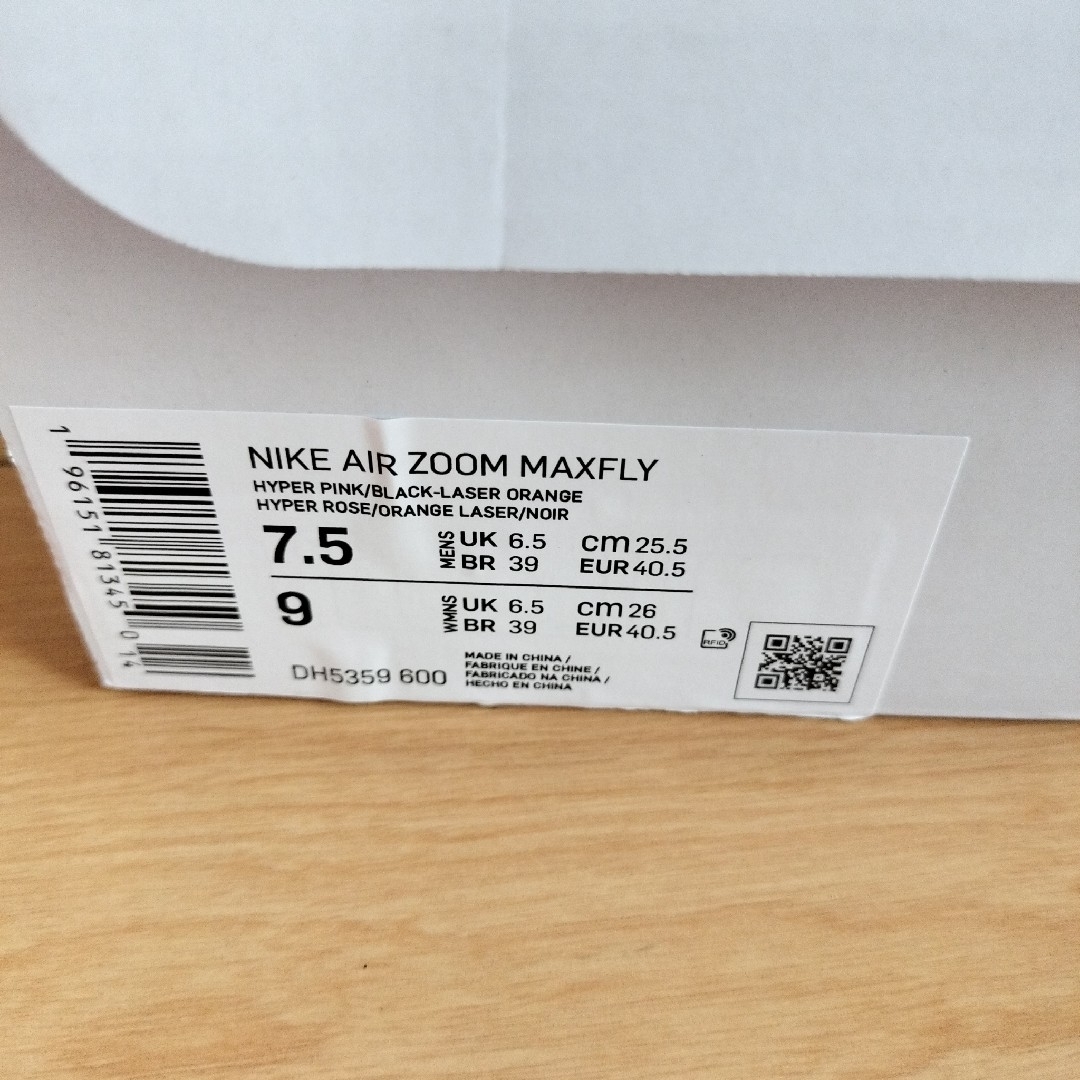 NIKE AIR ZOOM MAXFLY
HYPER PINK/BLACK-LASER ORANGE
HYPER ROSE/ORANGE LASER/NOIR
7.5 MENS UK 6.5 cm 25.5
BR 39 EUR 40.5
9 WMNS UK 6.5 cm 26
BR 39 EUR 40.5
DH5359 600
MADE IN CHINA /
FABRIQUE EN CHINE /
FABRICADO NA CHINA /
HECHO EN CHINA
RFID
1 96151 81345 0 14